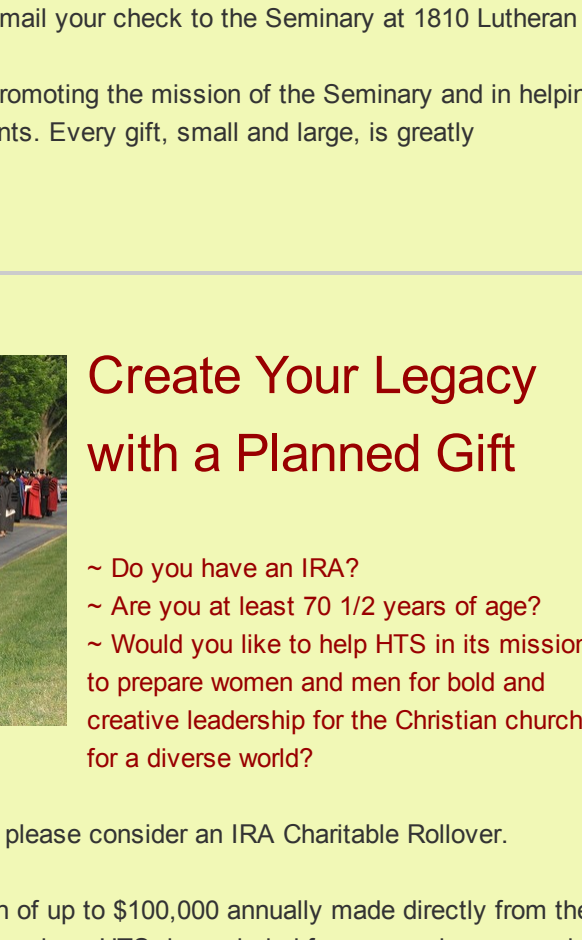 mail your check to the Seminary at 1810 Lutheran
promoting the mission of the Seminary and in helpin
nts. Every gift, small and large, is greatly
Create Your Legacy
with a Planned Gift
~ Do you have an IRA?
~ Are you at least 70 1/2 years of age?
~ Would you like to help HTS in its mission
to prepare women and men for bold and
creative leadership for the Christian church
for a diverse world?
please consider an IRA Charitable Rollover.
n of up to $100,000 annually made directly from the